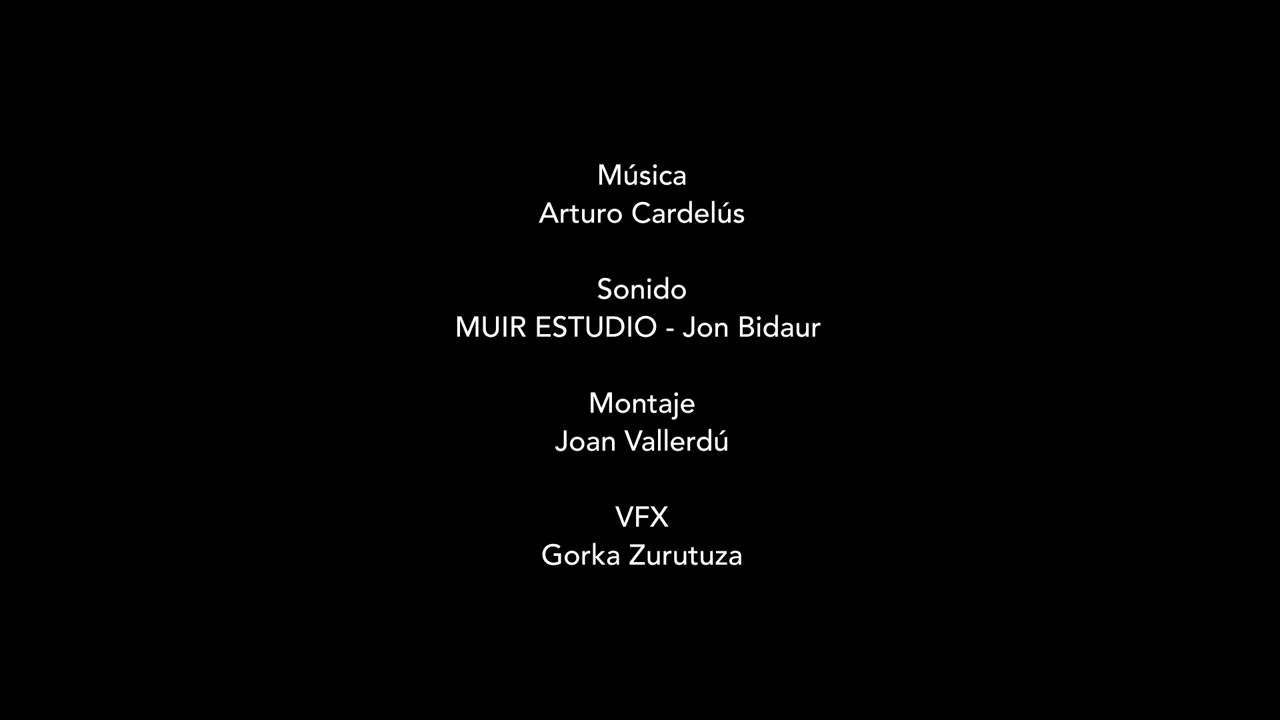 Música
Arturo Cardelús
Sonido
MUIR ESTUDIO - Jon Bidaur
Montaje
Joan Vallerdú
VFX
Gorka Zurutuza